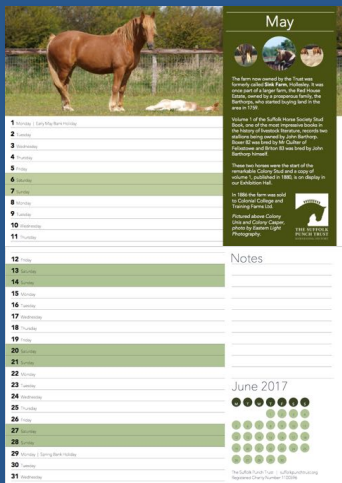 May
The farm now owned by the Trust was
formerly called Sink Farm, Hollesley. It was
once part of a larger farm, the Red House
Estate, owned by a prosperous family, the
Barthorps, who started buying land in the
area in 1759.
Volume 1 of the Suffolk Horse Society Stud
Book, one of the most impressive books in
the history of livestock literature, records two
stallions being owned by John Barthorp.
Boxer 82 was bred by Mr Quilter of
Felixstowe and Briton 83 was bred by John
Barthorp himself.
These two horses were the start of the
remarkable Colony Stud and a copy of
volume 1, published in 1880, is on display in
our Exhibition Hall.
In 1886 the farm was sold
to Colonial College and
Training Farms Ltd.
Pictured above Colony
Unis and Colony Casper,
photo by Eastern Light
Photography.
THE SUFFOLK
PUNCH TRUST
1 Monday | Early May Bank Holiday
2 Tuesday
3 Wednesday
4 Thursday
5 Friday
6 Saturday
7 Sunday
8 Monday
9 Tuesday
10 Wednesday
11 Thursday
12 Friday
13 Saturday
14 Sunday
15 Monday
16 Tuesday
17 Wednesday
18 Thursday
19 Friday
20 Saturday
21 Sunday
22 Monday
23 Tuesday
24 Wednesday
25 Thursday
26 Friday
27 Saturday
28 Sunday
29 Monday | Spring Bank Holiday
30 Tuesday
31 Wednesday
Notes
June 2017
The Suffolk Punch Trust | suffolkpunchtrust.org
Registered Charity Number 1100596